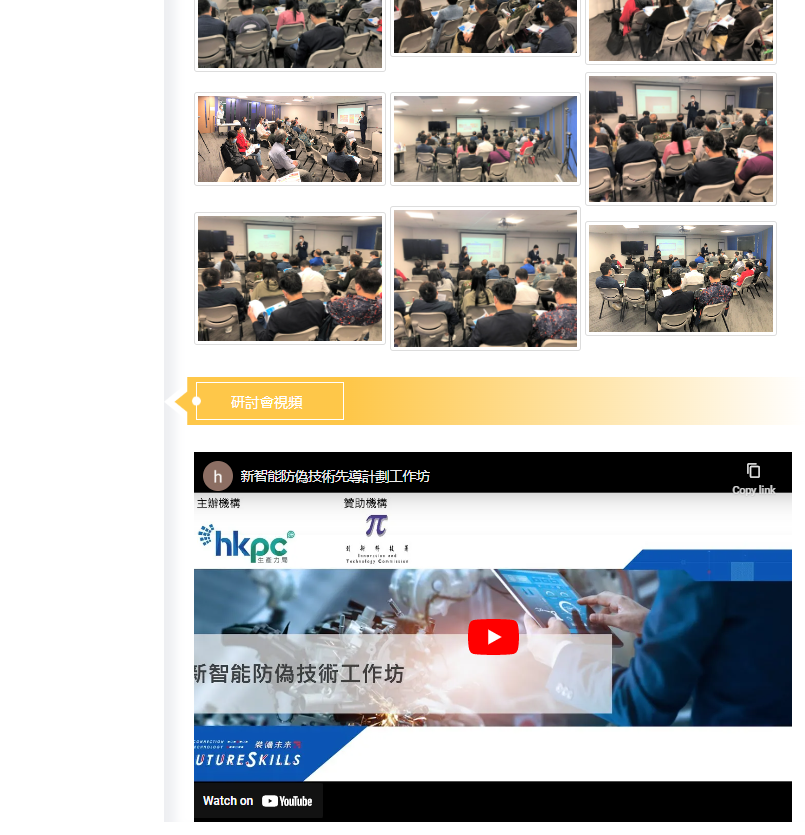 研討會視頻
h
新智能防偽技術先導計劃工作坊
Copy link
主辦機構
贊助機構
hkpc
生產力局
創新科技署
Innovation and
Technology Commission
新智能防偽技術工作坊
裝備未來
UTURESKILLS
Watch on YouTube